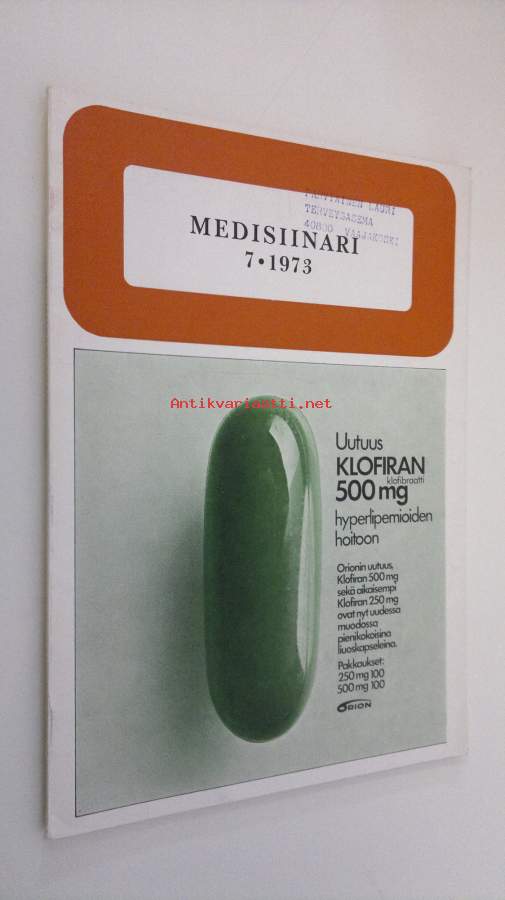 LAURI
TERVEYSASEMA
40800 VAAJAKOSKI
MEDISIINARI
7 • 1973
Antikvariaatti.net
Uutuus
KLOFIRAN
klofibraatti
500 mg
hyperlipemioiden
hoitoon
Orionin uutuus,
Klofiran 500 mg
sekä aikaisempi
Klofiran 250 mg
ovat nyt uudessa
muodossa
pienikokoisina
liuoskapseleina.
Pakkaukset:
250 mg 100
500 mg 100
ORION